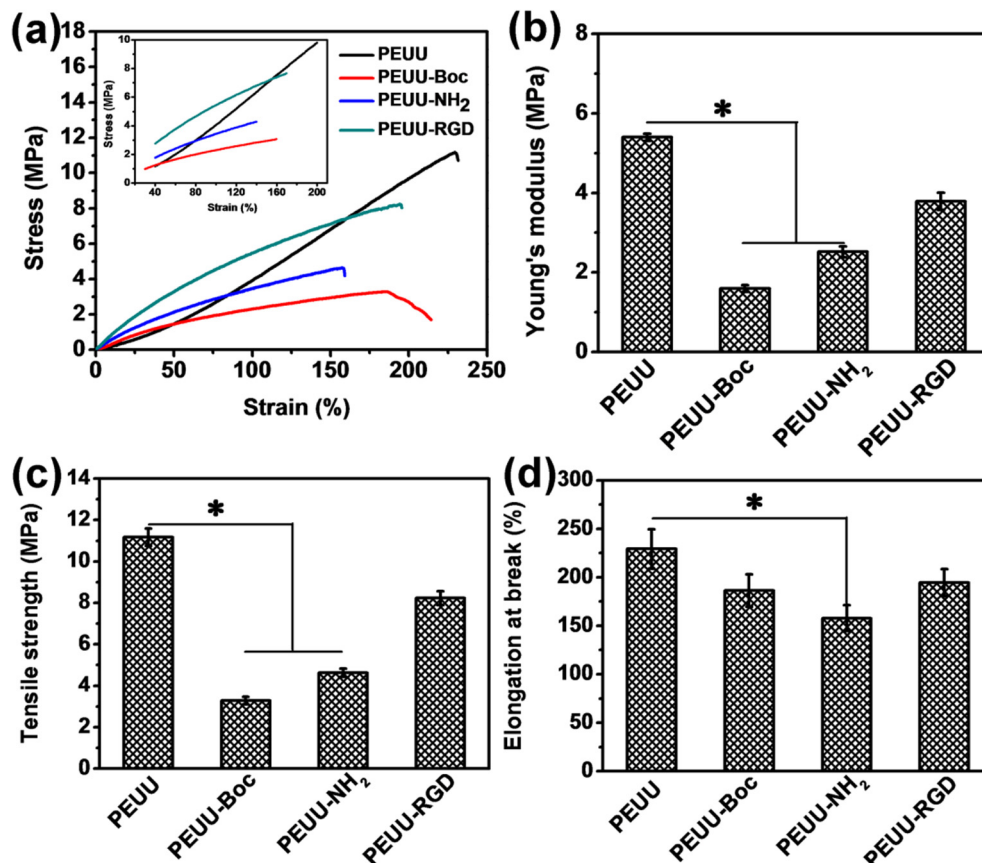 (a)
Stress (MPa)
18
16
14
12
10
8
6
4
2
0
0 50 100 150 200 250
Strain (%)
10
8
6
4
2
0
Stress (MPa)
40 80 120 160 200
Strain (%)
PEUU
PEUU-Boc
PEUU-NH₂
PEUU-RGD
(b)
Young's modulus (MPa)
8
6
4
2
0
*
PEUU
PEUU-Boc
PEUU-NH₂
PEUU-RGD
(c)
Tensile strength (MPa)
14
12
10
8
6
4
2
0
*
PEUU
PEUU-Boc
PEUU-NH₂
PEUU-RGD
(d)
Elongation at break (%)
300
250
200
150
100
50
0
*
PEUU
PEUU-Boc
PEUU-NH₂
PEUU-RGD